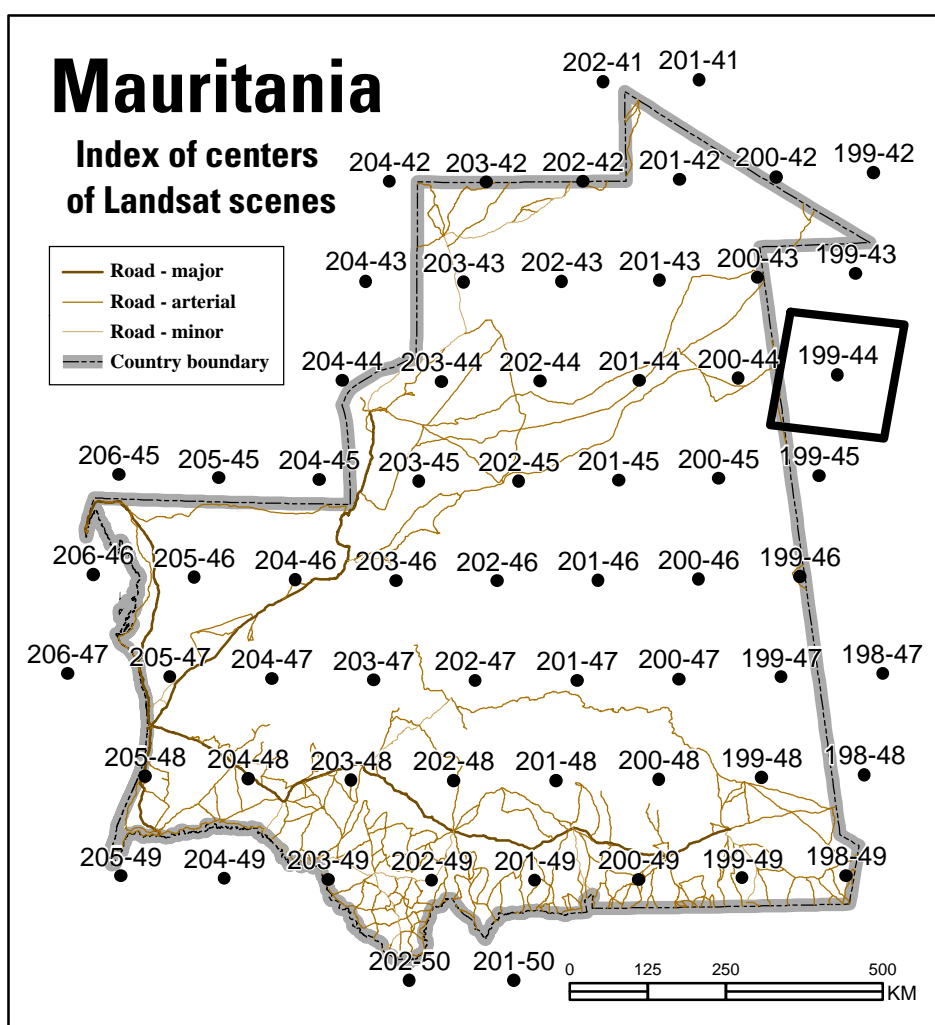 Mauritania
Index of centers
of Landsat scenes
Road - major
Road - arterial
Road - minor
Country boundary
202-41 201-41
204-42 203-42 202-42 201-42 200-42 199-42
204-43 203-43 202-43 201-43 200-43 199-43
204-44 203-44 202-44 201-44 200-44 199-44
206-45 205-45 204-45 203-45 202-45 201-45 200-45 199-45
206-46 205-46 204-46 203-46 202-46 201-46 200-46 199-46
206-47 205-47 204-47 203-47 202-47 201-47 200-47 199-47 198-47
205-48 204-48 203-48 202-48 201-48 200-48 199-48 198-48
205-49 204-49 203-49 202-49 201-49 200-49 199-49 198-49
202-50 201-50
0 125 250 500
KM